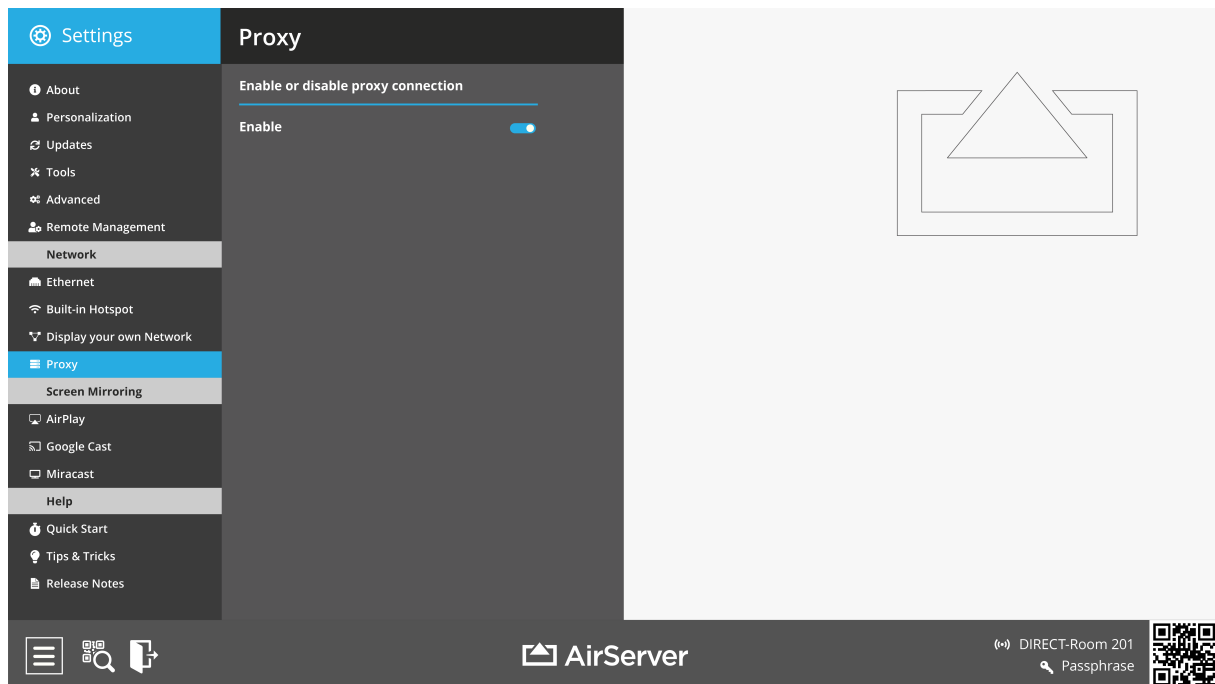 Settings
Proxy
About
Personalization
Updates
Tools
Advanced
Remote Management
Network
Ethernet
Built-in Hotspot
Display your own Network
Proxy
Screen Mirroring
AirPlay
Google Cast
Miracast
Help
Quick Start
Tips & Tricks
Release Notes
Enable or disable proxy connection
Enable
AirServer
DIRECT-Room 201
Passphrase